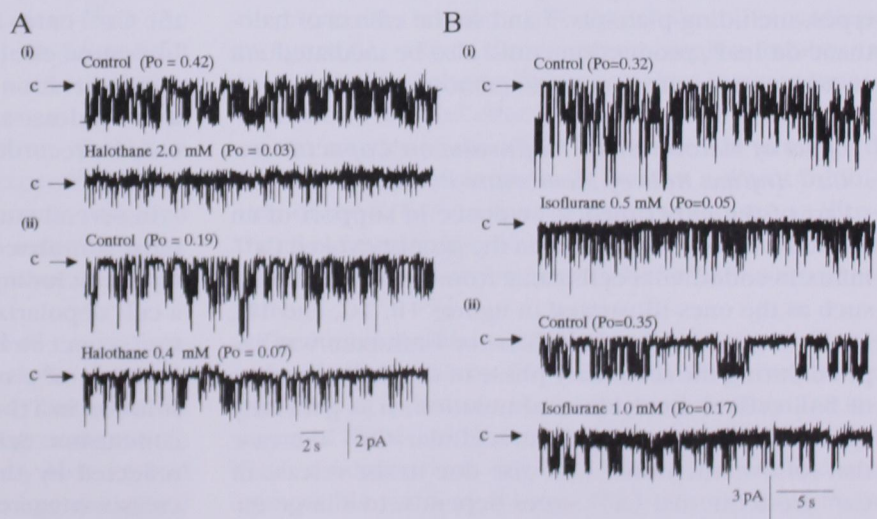 A
(i)
Control (Po = 0.42)
c
Halothane 2.0 mM (Po = 0.03)
c
(ii)
Control (Po = 0.19)
c
Halothane 0.4 mM (Po = 0.07)
c
2 s
2 pA
B
(i)
Control (Po=0.32)
c
Isoflurane 0.5 mM (Po=0.05)
c
(ii)
Control (Po=0.35)
c
Isoflurane 1.0 mM (Po=0.17)
c
3 pA
5 s